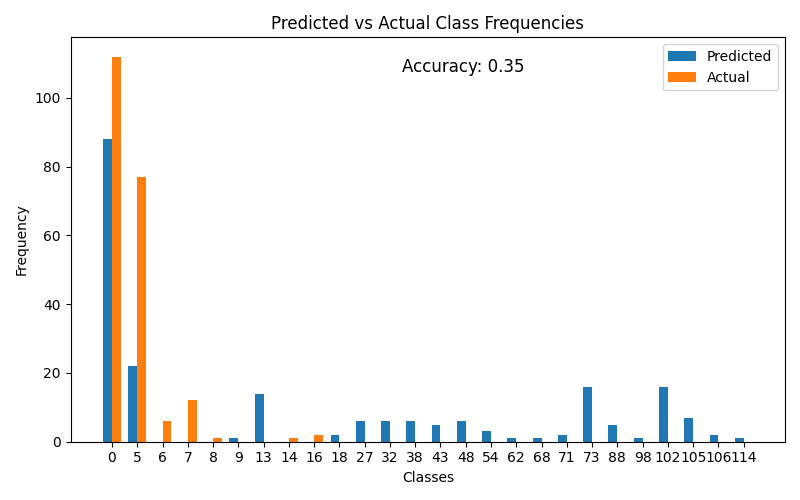 Predicted vs Actual Class Frequencies
Accuracy: 0.35
Predicted
Actual
Frequency
100
80
60
40
20
0
0 5 6 7 8 9 13 14 16 18 27 32 38 43 48 54 62 68 71 73 88 98 102 105 106 114
Classes